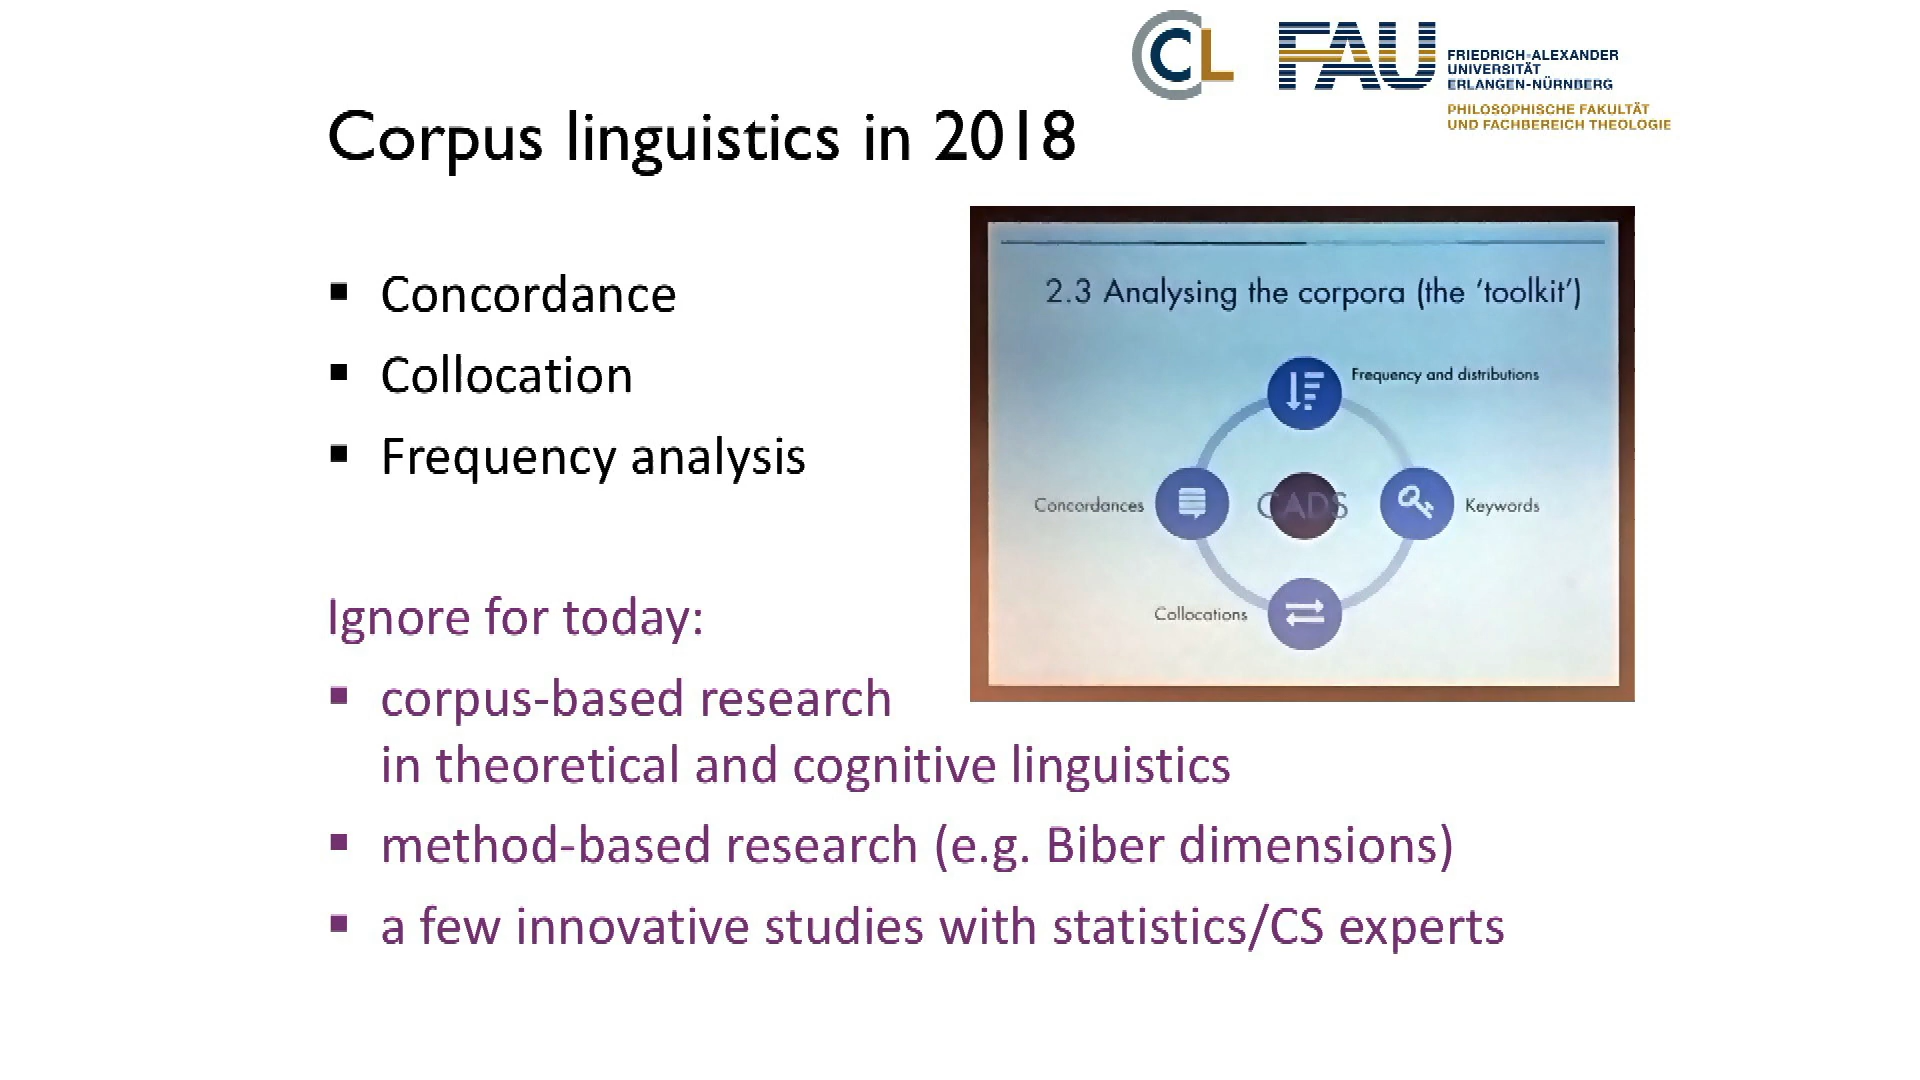 CL
FAU
FRIEDRICH-ALEXANDER
UNIVERSITÄT
ERLANGEN-NÜRNBERG
PHILOSOPHISCHE FAKULTÄT
UND FACHBEREICH THEOLOGIE
Corpus linguistics in 2018
▪ Concordance
▪ Collocation
▪ Frequency analysis
2.3 Analysing the corpora (the ‘toolkit’)
Frequency and distributions
Concordances
CADS
Keywords
Collocations
Ignore for today:
▪ corpus-based research
in theoretical and cognitive linguistics
▪ method-based research (e.g. Biber dimensions)
▪ a few innovative studies with statistics/CS experts